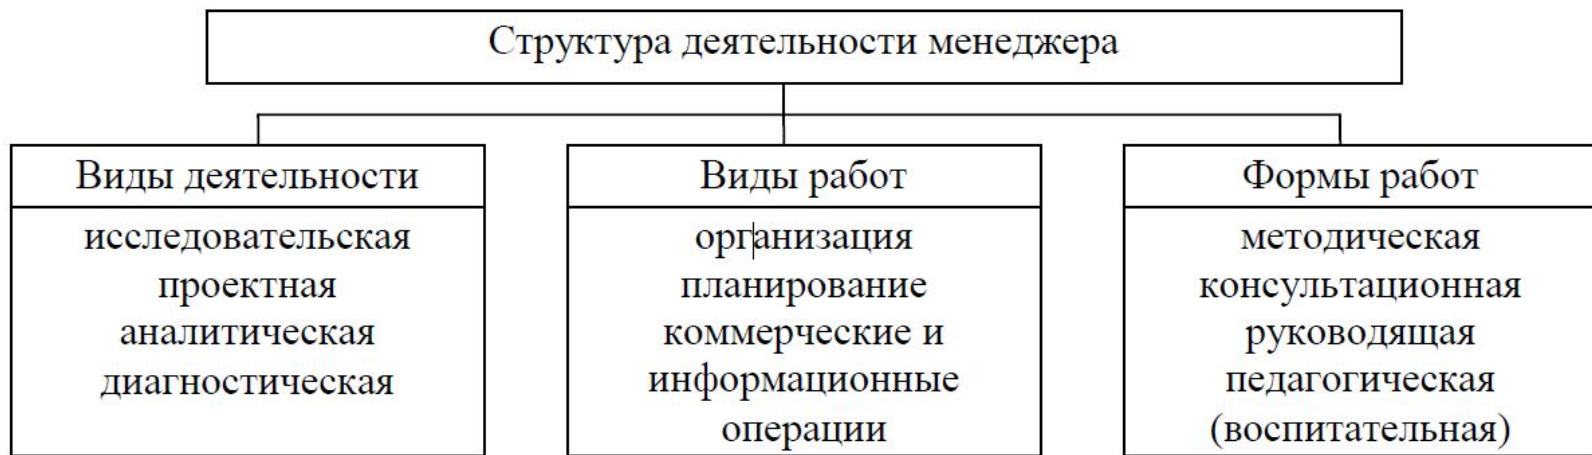 Структура деятельности менеджера
Виды деятельности
исследовательская
проектная
аналитическая
диагностическая
Виды работ
организация
планирование
коммерческие и
информационные
операции
Формы работ
методическая
консультационная
руководящая
педагогическая
(воспитательная)